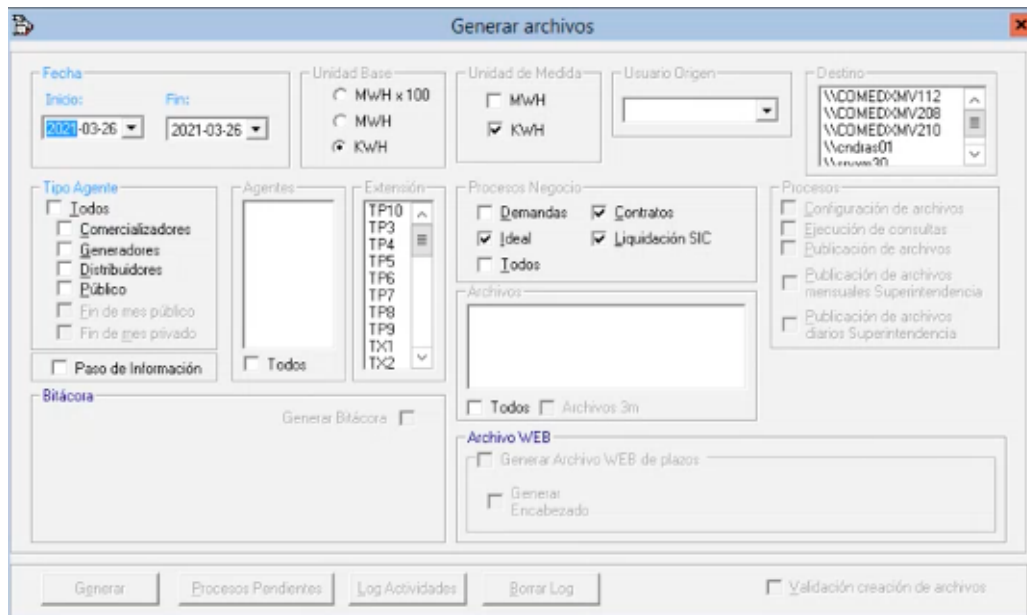 Generar archivos
Fecha
Inicio:
Fin:
2021-03-26
2021-03-26
Unidad Base
MWH x 100
MWH
KWH
Unidad de Medida
MWH
KWH
Usuario Origen
Destino
\\COMEDXMV112
\\COMEDXMV208
\\COMEDXMV210
\\cndras01
Tipo Agente
Todos
Comercializadores
Generadores
Distribuidores
Público
Fin de mes público
Fin de mes privado
Paso de Información
Agentes
Todos
Extensión
TP10
TP3
TP4
TP5
TP6
TP7
TP8
TP9
TX1
TX2
Procesos Negocio
Demandas
Contratos
Ideal
Liquidación SIC
Todos
Archivos
Todos
Archivos 3m
Procesos
Configuración de archivos
Ejecución de consultas
Publicación de archivos
Publicación de archivos
mensuales Superintendencia
Publicación de archivos
diarios Superintendencia
Bitácora
Generar Bitácora
Archivo WEB
Generar Archivo WEB de plazos
Generar
Encabezado
Generar
Procesos Pendientes
Log Actividades
Borrar Log
Validación creación de archivos